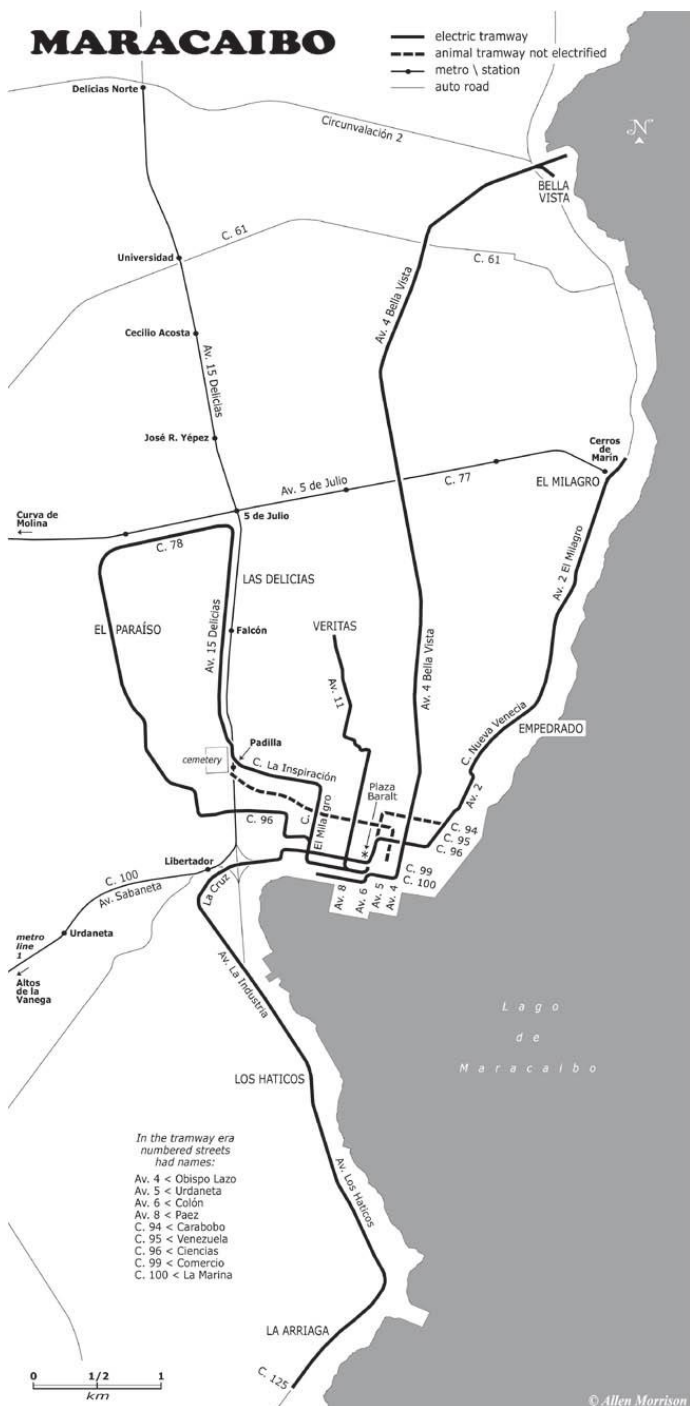 MARACAIBO
electric tramway
animal tramway not electrified
metro \ station
auto road
N
Delicias Norte
Circunvalación 2
BELLA
VISTA
C. 61
C. 61
Universidad
Av. 4 Bella Vista
Cecilio Acosta
Av. 15 Delicias
José R. Yépez
Cerros
de
Marín
Av. 5 de Julio
C. 77
EL MILAGRO
Curva de
Molina
5 de Julio
C. 78
LAS DELICIAS
Av. 2 El Milagro
EL PARAÍSO
Av. 15 Delicias
Falcón
VERITAS
Av. 11
Av. 4 Bella Vista
C. Nueva Venecia
EMPEDRADO
Padilla
cemetery
C. La Inspiración
Plaza
Baralt
Av. 2
C. 96
C. El Milagro
C. 94
C. 95
C. 96
Libertador
C. 99
C. 100
Av. 8
Av. 6
Av. 5
Av. 4
C. 100
Av. Sabaneta
La Cruz
Urdaneta
metro
line
1
Altos
de la
Vanega
Av. La Industria
Lago
de
Maracaibo
LOS HATICOS
In the tramway era
numbered streets
had names:
Av. 4 < Obispo Lazo
Av. 5 < Urdaneta
Av. 6 < Colón
Av. 8 < Paez
C. 94 < Carabobo
C. 95 < Venezuela
C. 96 < Ciencias
C. 99 < Comercio
C. 100 < La Marina
Av. Los Haticos
LA ARRIAGA
C. 125
0 1/2 1
km
© Allen Morrison